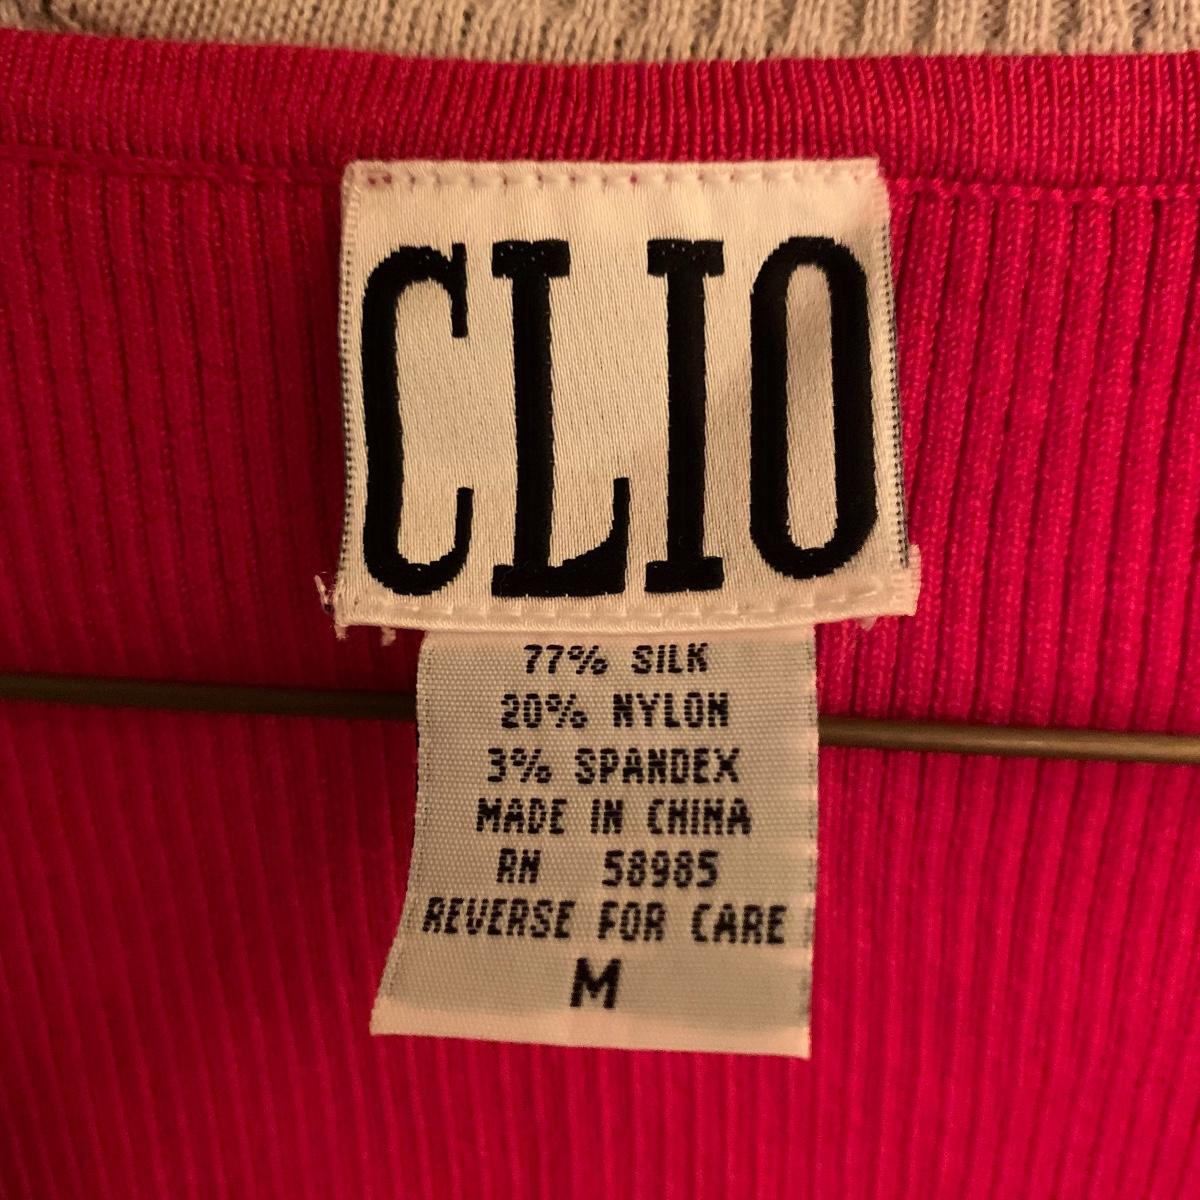 CLIO
77% SILK
20% NYLON
3% SPANDEX
MADE IN CHINA
RN 58985
REVERSE FOR CARE
M